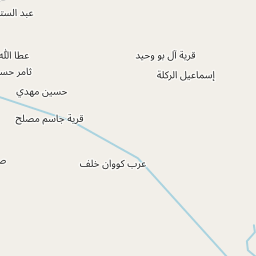 عبد الست
عطا الله
قرية آل بو وحيد
ثامر حس
إسماعيل الركلة
حسين مهدي
قرية جاسم مصلح
عرب كووان خلف